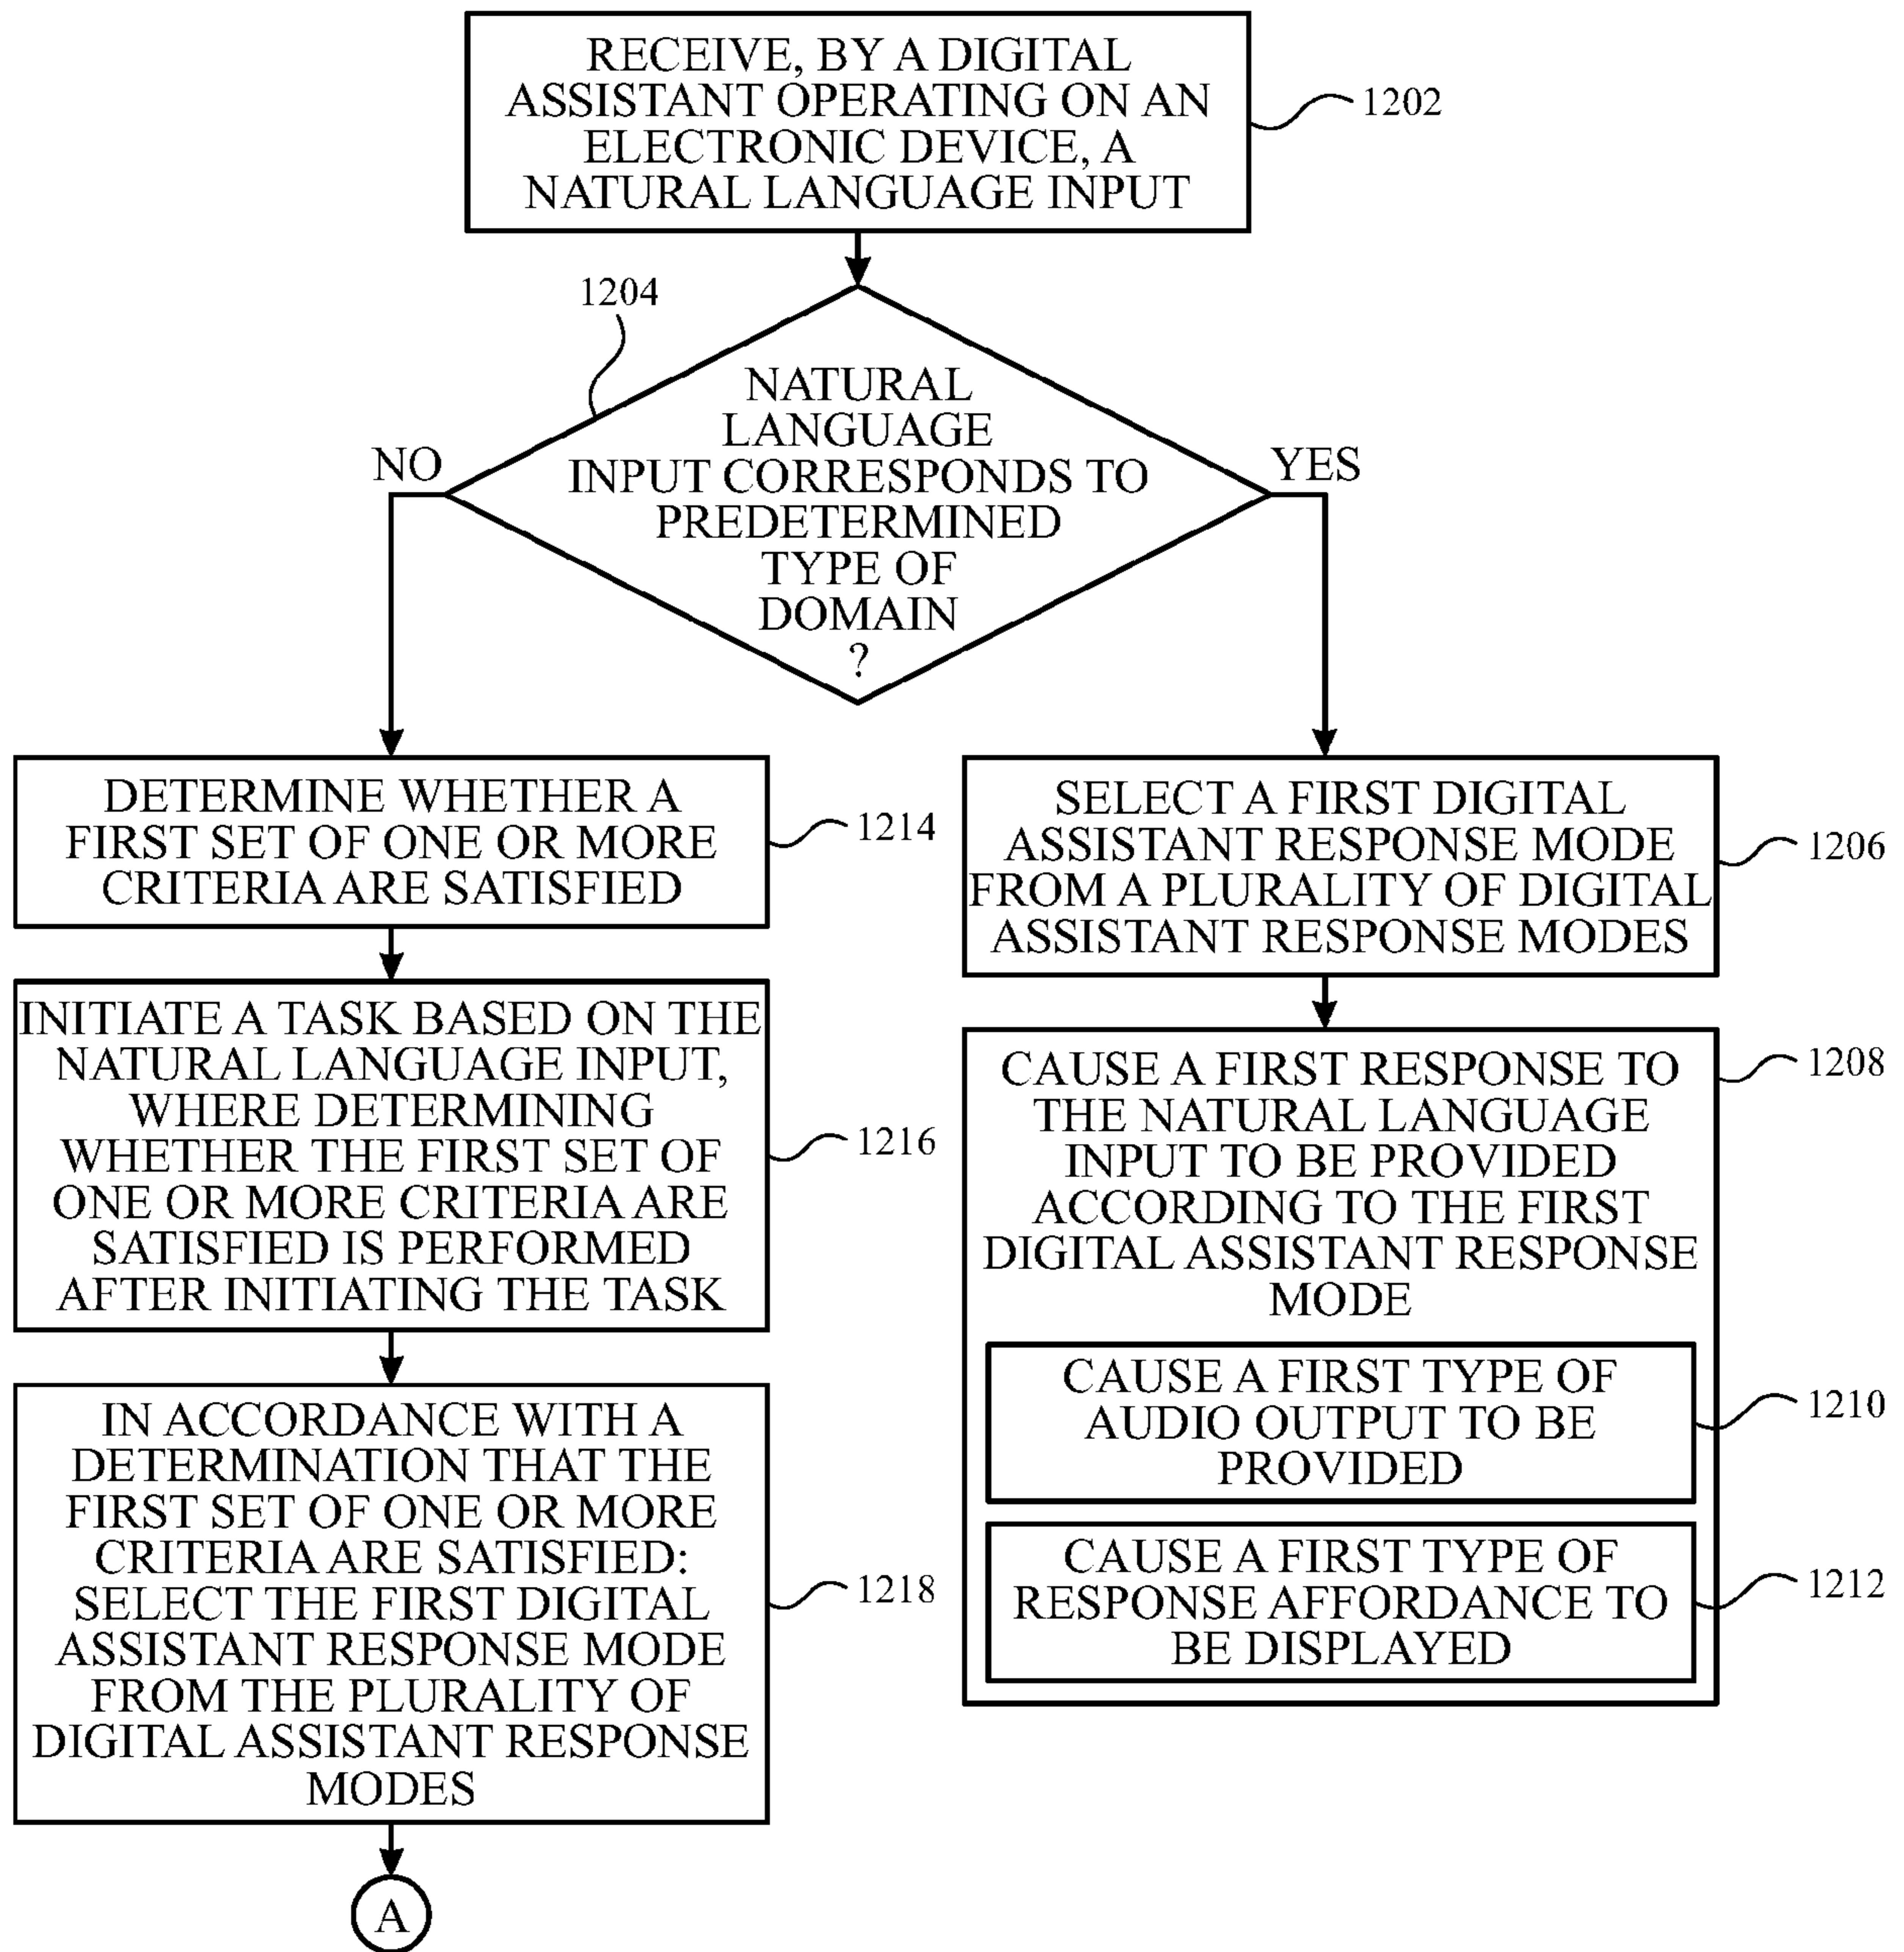 RECEIVE, BY A DIGITAL
ASSISTANT OPERATING ON AN
ELECTRONIC DEVICE, A
NATURAL LANGUAGE INPUT
1202
1204
NATURAL
LANGUAGE
INPUT CORRESPONDS TO
PREDETERMINED
TYPE OF
DOMAIN
?
NO
YES
DETERMINE WHETHER A
FIRST SET OF ONE OR MORE
CRITERIA ARE SATISFIED
1214
INITIATE A TASK BASED ON THE
NATURAL LANGUAGE INPUT,
WHERE DETERMINING
WHETHER THE FIRST SET OF
ONE OR MORE CRITERIA ARE
SATISFIED IS PERFORMED
AFTER INITIATING THE TASK
1216
IN ACCORDANCE WITH A
DETERMINATION THAT THE
FIRST SET OF ONE OR MORE
CRITERIA ARE SATISFIED:
SELECT THE FIRST DIGITAL
ASSISTANT RESPONSE MODE
FROM THE PLURALITY OF
DIGITAL ASSISTANT RESPONSE
MODES
1218
A
SELECT A FIRST DIGITAL
ASSISTANT RESPONSE MODE
FROM A PLURALITY OF DIGITAL
ASSISTANT RESPONSE MODES
1206
CAUSE A FIRST RESPONSE TO
THE NATURAL LANGUAGE
INPUT TO BE PROVIDED
ACCORDING TO THE FIRST
DIGITAL ASSISTANT RESPONSE
MODE
1208
CAUSE A FIRST TYPE OF
AUDIO OUTPUT TO BE
PROVIDED
1210
CAUSE A FIRST TYPE OF
RESPONSE AFFORDANCE TO
BE DISPLAYED
1212